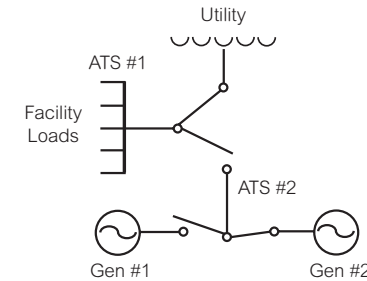 Utility
ATS #1
Facility
Loads
ATS #2
Gen #1
Gen #2